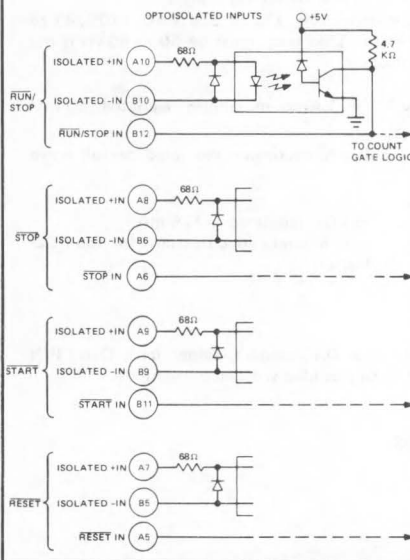 OPTOISOLATED INPUTS
+5V
68Ω
4.7
KΩ
ISOLATED +IN A10
RUN/
STOP
ISOLATED -IN B10
RUN/STOP IN B12
TO COUNT
GATE LOGIC
68Ω
ISOLATED +IN A8
STOP
ISOLATED -IN B6
STOP IN A6
68Ω
ISOLATED +IN A9
START
ISOLATED -IN B9
START IN B11
68Ω
ISOLATED +IN A7
RESET
ISOLATED -IN B5
RESET IN A5